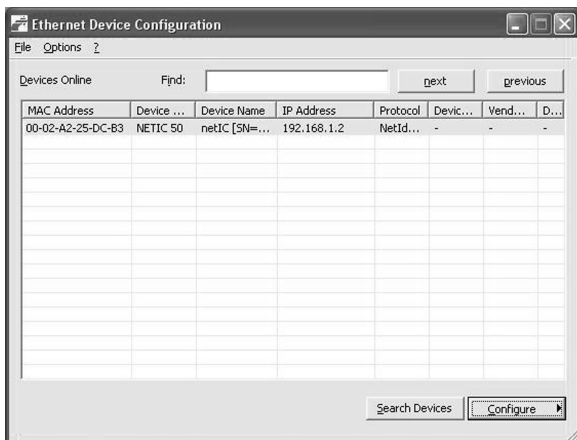 Ethernet Device Configuration
File Options ?
Devices Online Find: next previous
MAC Address Device ... Device Name IP Address Protocol Devic... Vend... D...
00-02-A2-25-DC-B3 NETIC 50 netIC [SN=... 192.168.1.2 NetId... - - -
Search Devices Configure